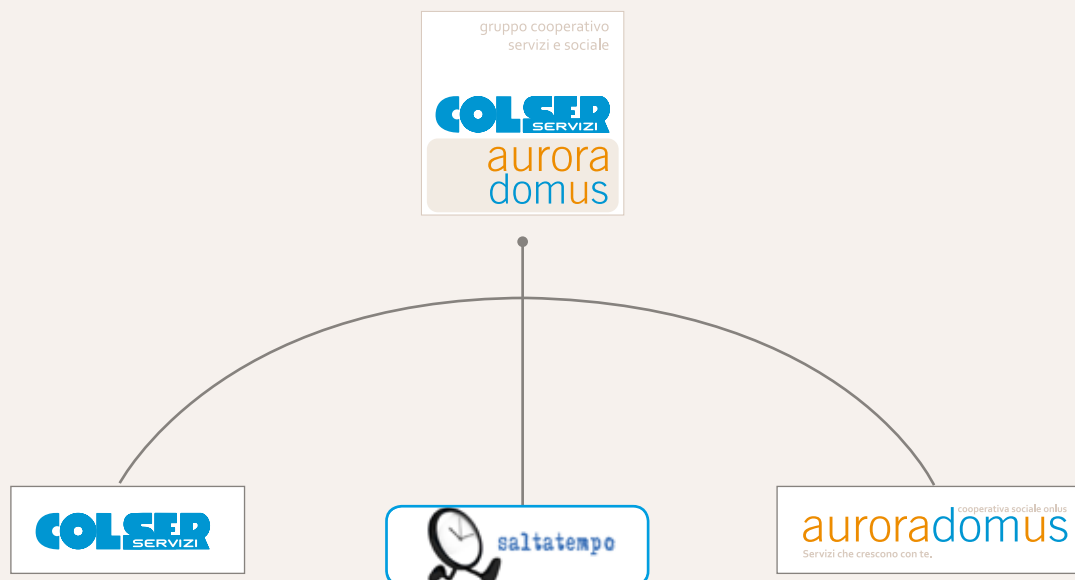 gruppo cooperativo
servizi e sociale
COLSER
SERVIZI
aurora
domus
COLSER
SERVIZI
saltatempo
cooperativa sociale onlus
auroradomus
Servizi che crescono con te.